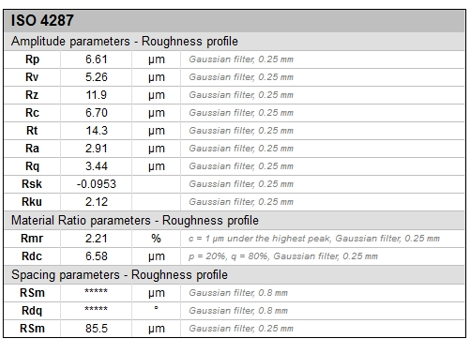 ISO 4287
Amplitude parameters - Roughness profile
Rp 6.61 µm Gaussian filter, 0.25 mm
Rv 5.26 µm Gaussian filter, 0.25 mm
Rz 11.9 µm Gaussian filter, 0.25 mm
Rc 6.70 µm Gaussian filter, 0.25 mm
Rt 14.3 µm Gaussian filter, 0.25 mm
Ra 2.91 µm Gaussian filter, 0.25 mm
Rq 3.44 µm Gaussian filter, 0.25 mm
Rsk -0.0953 Gaussian filter, 0.25 mm
Rku 2.12 Gaussian filter, 0.25 mm
Material Ratio parameters - Roughness profile
Rmr 2.21 % c = 1 µm under the highest peak, Gaussian filter, 0.25 mm
Rdc 6.58 µm p = 20%, q = 80%, Gaussian filter, 0.25 mm
Spacing parameters - Roughness profile
RSm ***** µm Gaussian filter, 0.8 mm
Rdq ***** ° Gaussian filter, 0.8 mm
RSm 85.5 µm Gaussian filter, 0.25 mm